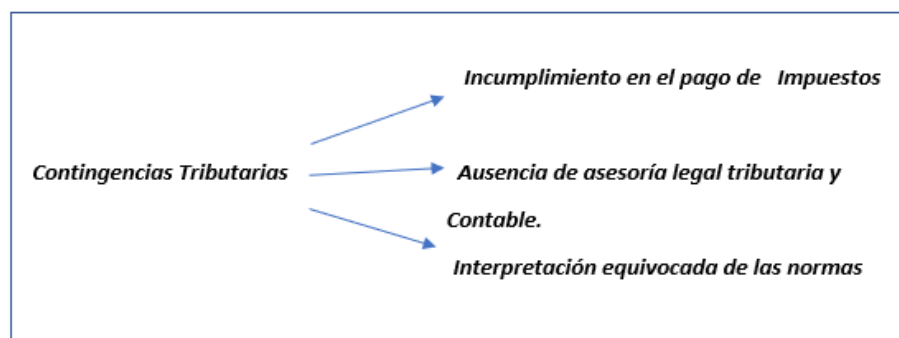 Incumplimiento en el pago de Impuestos
Contingencias Tributarias
Ausencia de asesoría legal tributaria y
Contable.
Interpretación equivocada de las normas